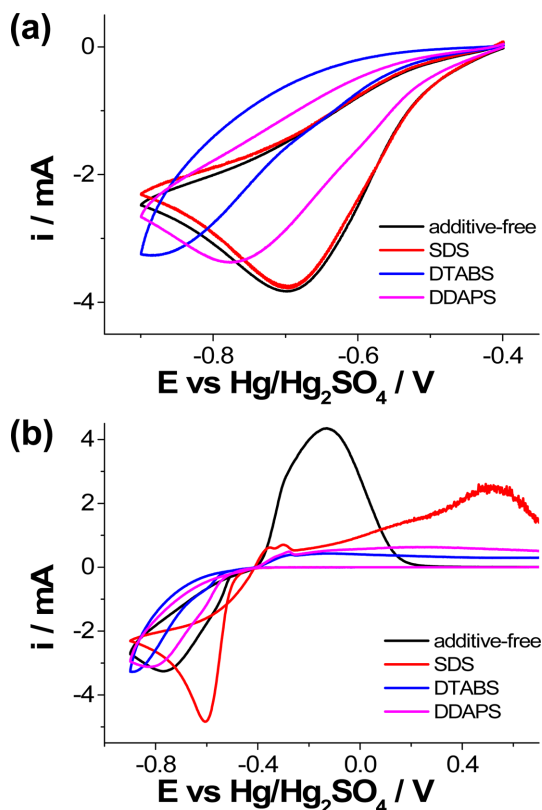 (a)
0
-2
-4
i / mA
additive-free
SDS
DTABS
DDAPS
-0.8
-0.6
-0.4
E vs Hg/Hg₂SO₄ / V
(b)
4
2
0
-2
-4
i / mA
additive-free
SDS
DTABS
DDAPS
-0.8
-0.4
0.0
0.4
E vs Hg/Hg₂SO₄ / V